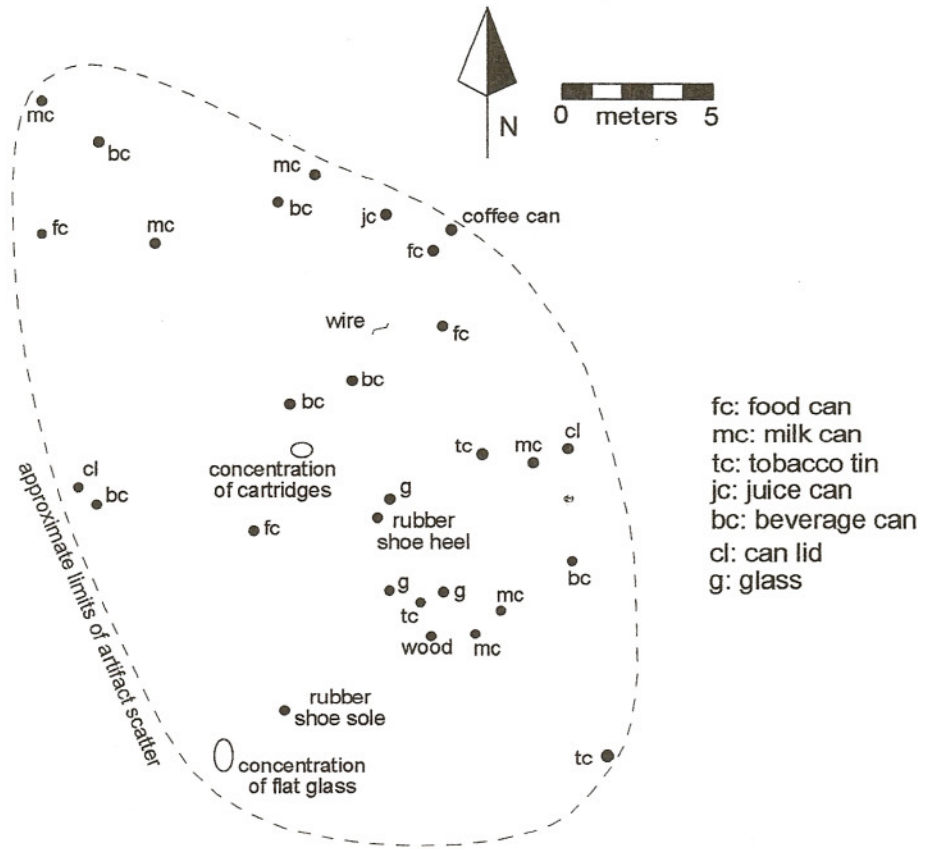 N
0 meters 5
mc
bc
mc
bc
jc
coffee can
fc
mc
fc
wire
fc
bc
bc
concentration
of cartridges
tc
mc
cl
cl
bc
g
rubber
shoe heel
fc
bc
g
tc
g
mc
wood
mc
rubber
shoe sole
concentration
of flat glass
tc
approximate limits of artifact scatter
fc: food can
mc: milk can
tc: tobacco tin
jc: juice can
bc: beverage can
cl: can lid
g: glass